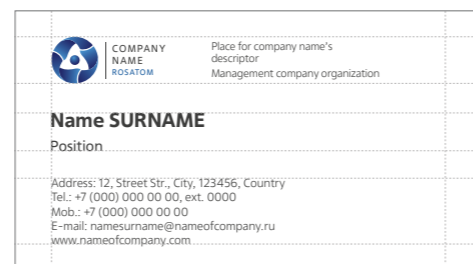 COMPANY
NAME
ROSATOM
Place for company name's
descriptor
Management company organization
Name SURNAME
Position
Address: 12, Street Str., City, 123456, Country
Tel.: +7 (000) 000 00 00, ext. 0000
Mob.: +7 (000) 000 00 00
E-mail: namesurname@nameofcompany.ru
www.nameofcompany.com